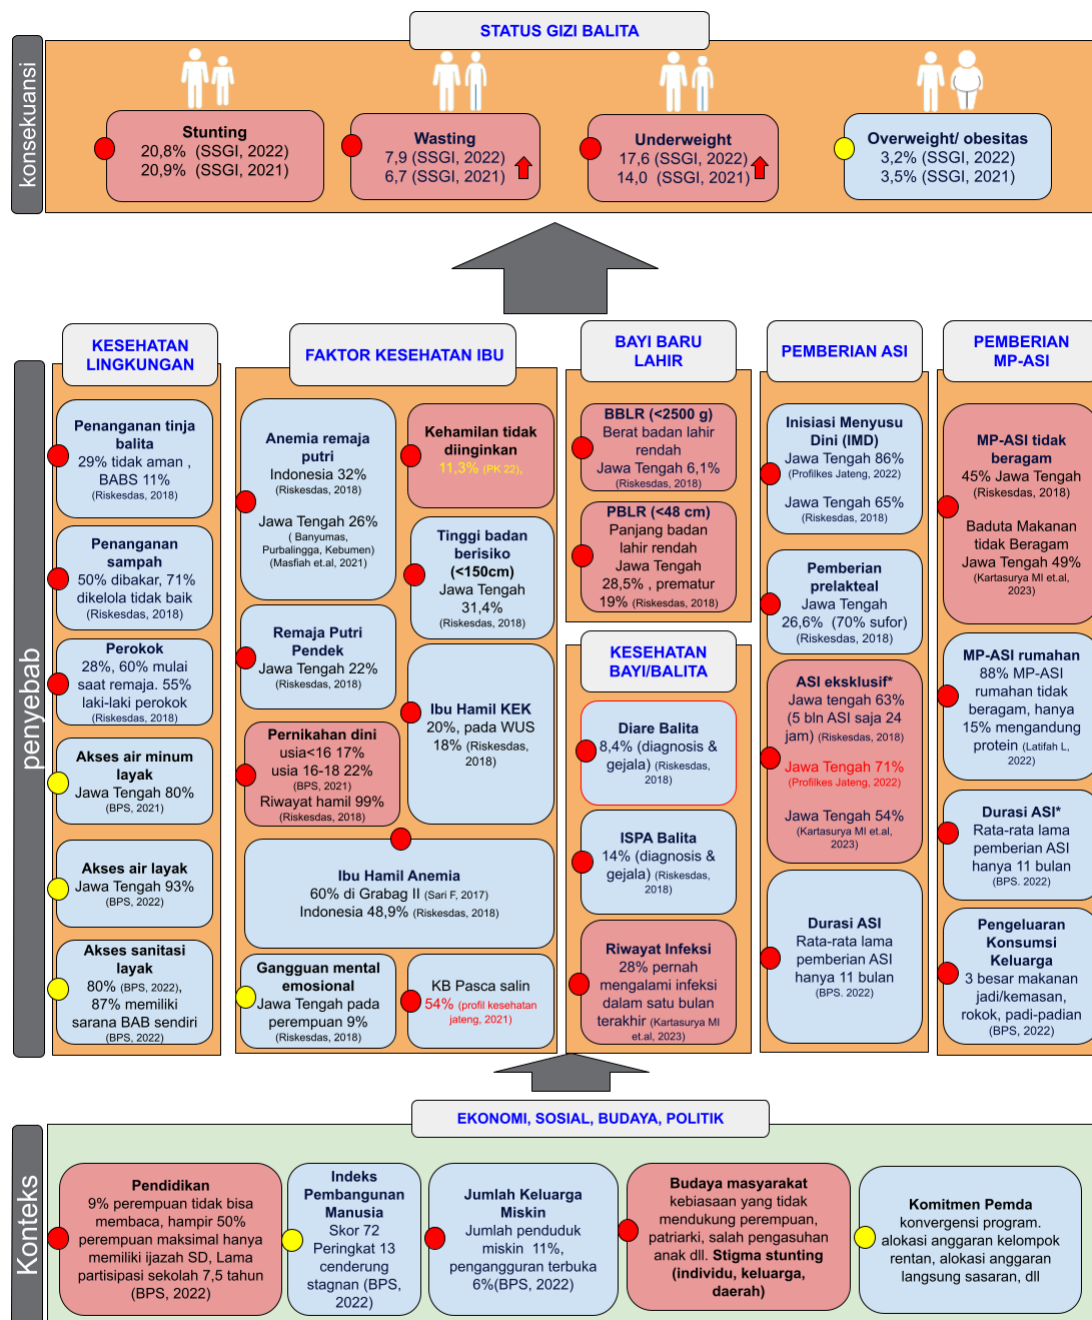 STATUS GIZI BALITA
konsekuansi
Stunting
20,8% (SSGI, 2022)
20,9% (SSGI, 2021)
Wasting
7,9 (SSGI, 2022)
6,7 (SSGI, 2021)
Underweight
17,6 (SSGI, 2022)
14,0 (SSGI, 2021)
Overweight/ obesitas
3,2% (SSGI, 2022)
3,5% (SSGI, 2021)
penyebab
KESEHATAN
LINGKUNGAN
Penanganan tinja
balita
29% tidak aman ,
BABS 11%
(Riskesdas, 2018)
Penanganan
sampah
50% dibakar, 71%
dikelola tidak baik
(Riskesdas, 2018)
Perokok
28%, 60% mulai
saat remaja. 55%
laki-laki perokok
(Riskesdas, 2018)
Akses air minum
layak
Jawa Tengah 80%
(BPS, 2021)
Akses air layak
Jawa Tengah 93%
(BPS, 2022)
Akses sanitasi
layak
80% (BPS, 2022),
87% memiliki
sarana BAB sendiri
(BPS, 2022)
FAKTOR KESEHATAN IBU
Anemia remaja
putri
Indonesia 32%
(Riskesdas, 2018)
Jawa Tengah 26%
( Banyumas,
Purbalingga, Kebumen)
(Masfiah et.al, 2021)
Remaja Putri
Pendek
Jawa Tengah 22%
(Riskesdas, 2018)
Pernikahan dini
usia<16 17%
usia 16-18 22%
(BPS, 2021)
Riwayat hamil 99%
(Riskesdas, 2018)
Kehamilan tidak
diinginkan
11,3% (PK 22),
Tinggi badan
berisiko
(<150cm)
Jawa Tengah
31,4%
(Riskesdas, 2018)
Ibu Hamil KEK
20%, pada WUS
18% (Riskesdas,
2018)
Ibu Hamil Anemia
60% di Grabag II (Sari F, 2017)
Indonesia 48,9% (Riskesdas, 2018)
Gangguan mental
emosional
Jawa Tengah pada
perempuan 9%
(Riskesdas, 2018)
KB Pasca salin
54% (profil kesehatan
jateng, 2021)
BAYI BARU
LAHIR
BBLR (<2500 g)
Berat badan lahir
rendah
Jawa Tengah 6,1%
(Riskesdas, 2018)
PBLR (<48 cm)
Panjang badan
lahir rendah
Jawa Tengah
28,5% , prematur
19% (Riskesdas, 2018)
KESEHATAN
BAYI/BALITA
Diare Balita
8,4% (diagnosis &
gejala) (Riskesdas,
2018)
ISPA Balita
14% (diagnosis &
gejala) (Riskesdas,
2018)
Riwayat Infeksi
28% pernah
mengalami infeksi
dalam satu bulan
terakhir (Kartasurya MI
et.al, 2023)
PEMBERIAN ASI
Inisiasi Menyusu
Dini (IMD)
Jawa Tengah 86%
(Profilkes Jateng, 2022)
Jawa Tengah 65%
(Riskesdas, 2018)
Pemberian
prelakteal
Jawa Tengah
26,6% (70% sufor)
(Riskesdas, 2018)
ASI eksklusif*
Jawa tengah 63%
(5 bln ASI saja 24
jam) (Riskesdas, 2018)
Jawa Tengah 71%
(Profilkes Jateng, 2022)
Jawa Tengah 54%
(Kartasurya MI et.al,
2023)
Durasi ASI
Rata-rata lama
pemberian ASI
hanya 11 bulan
(BPS. 2022)
PEMBERIAN
MP-ASI
MP-ASI tidak
beragam
45% Jawa Tengah
(Riskesdas, 2018)
Baduta Makanan
tidak Beragam
Jawa Tengah 49%
(Kartasurya MI et.al,
2023)
MP-ASI rumahan
88% MP-ASI
rumahan tidak
beragam, hanya
15% mengandung
protein (Latifah L,
2022)
Durasi ASI*
Rata-rata lama
pemberian ASI
hanya 11 bulan
(BPS. 2022)
Pengeluaran
Konsumsi
Keluarga
3 besar makanan
jadi/kemasan,
rokok, padi-padian
(BPS, 2022)
Konteks
EKONOMI, SOSIAL, BUDAYA, POLITIK
Pendidikan
9% perempuan tidak bisa
membaca, hampir 50%
perempuan maksimal hanya
memiliki ijazah SD, Lama
partisipasi sekolah 7,5 tahun
(BPS, 2022)
Indeks
Pembangunan
Manusia
Skor 72
Peringkat 13
cenderung
stagnan (BPS,
2022)
Jumlah Keluarga
Miskin
Jumlah penduduk
miskin 11%,
pengangguran terbuka
6%(BPS, 2022)
Budaya masyarakat
kebiasaan yang tidak
mendukung perempuan,
patriarki, salah pengasuhan
anak dll. Stigma stunting
(individu, keluarga,
daerah)
Komitmen Pemda
konvergensi program.
alokasi anggaran kelompok
rentan, alokasi anggaran
langsung sasaran, dll